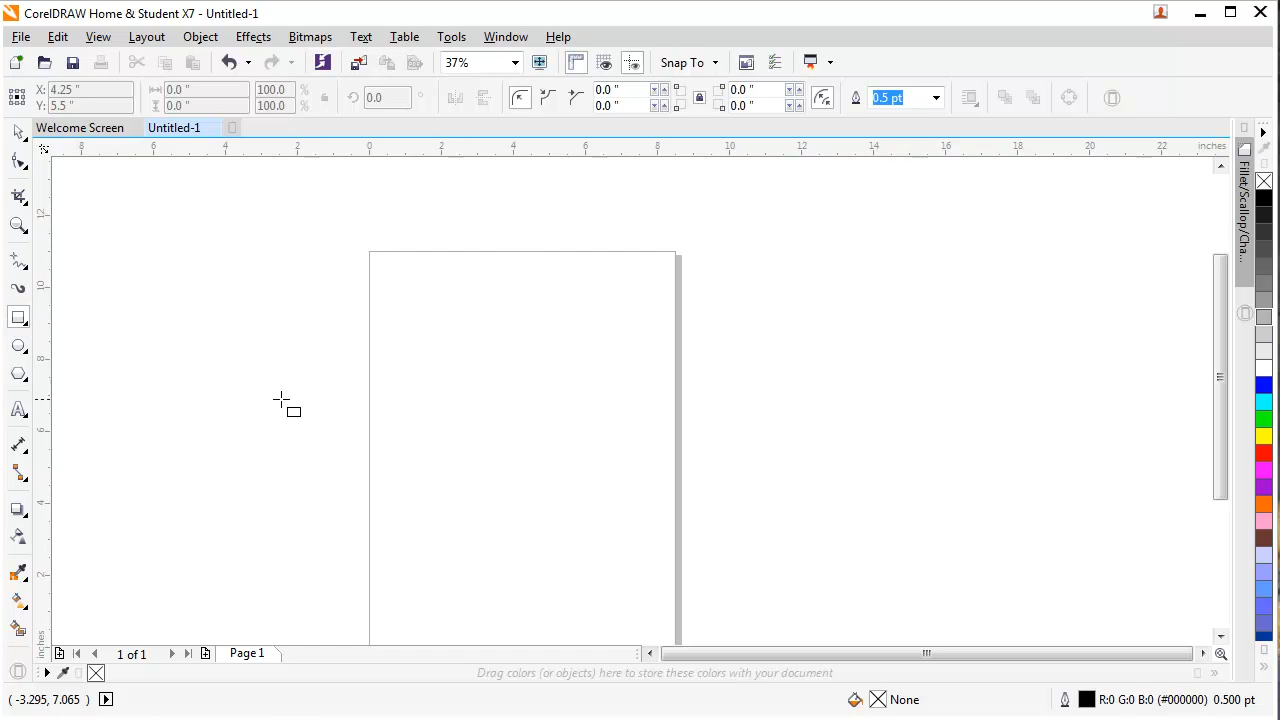 CorelDRAW Home & Student X7 - Untitled-1
File Edit View Layout Object Effects Bitmaps Text Table Tools Window Help
37% Snap To
X: 4.25 " 0.0 " 100.0 % 0.0 ° 0.0 " 0.0 " 0.5 pt
Y: 5.5 " 0.0 " 100.0 % 0.0 " 0.0 "
Welcome Screen Untitled-1
8 6 4 2 0 2 4 6 8 10 12 14 16 18 20 22 inches
12
10
8
6
4
2
inches
Fillet/Scallop/Cha...
1 of 1 Page 1
Drag colors (or objects) here to store these colors with your document
( -3.295, 7.065 ) None R:0 G:0 B:0 (#000000) 0.500 pt